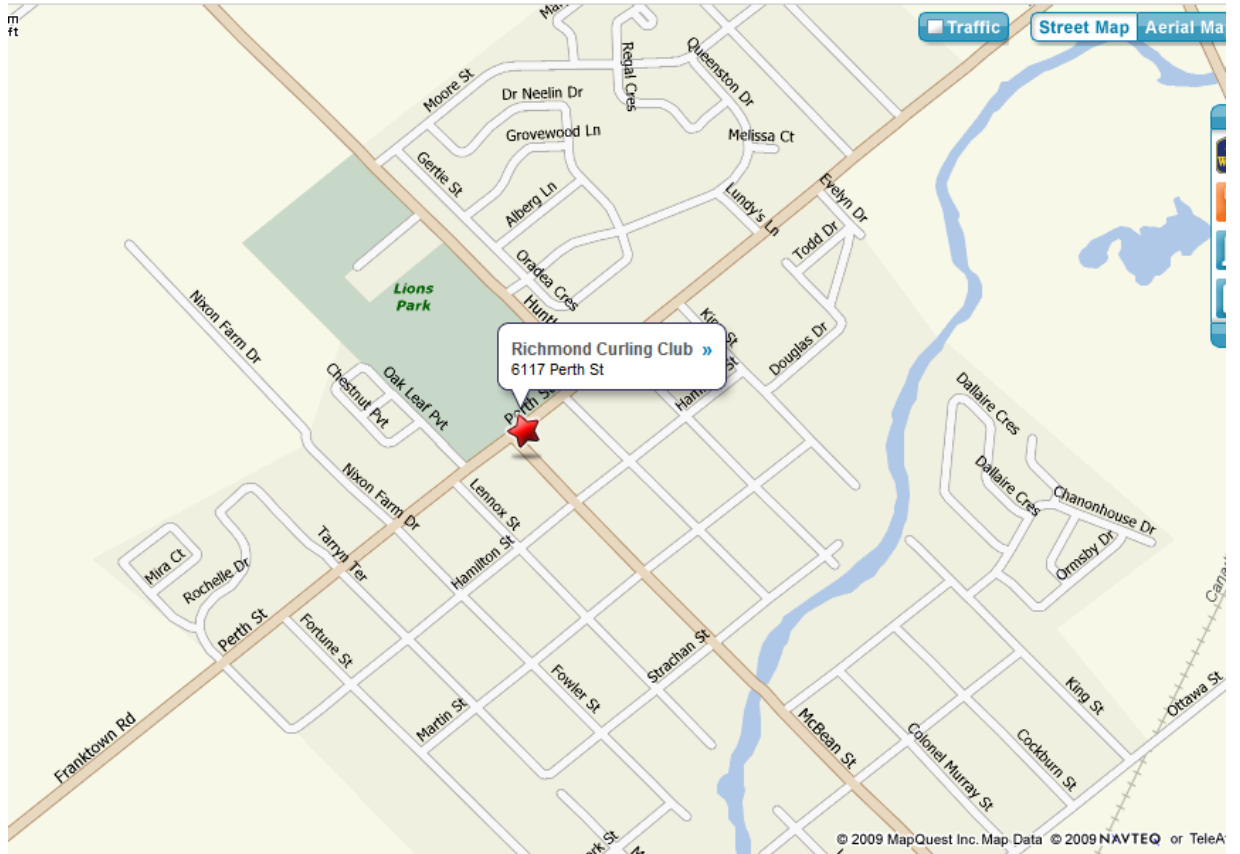 m
ft
Traffic
Street Map
Aerial Ma
Moore St
Regal Cres
Queenston Dr
Dr Neelin Dr
Grovewood Ln
Melissa Ct
Gertie St
Alberg Ln
Lundy's Ln
Evelyn Dr
Todd Dr
Oradea Cres
Lions
Park
Nixon Farm Dr
King St
Douglas Dr
Richmond Curling Club »
6117 Perth St
Chestnut Pvt
Oak Leaf Pvt
Perth St
Dallaire Cres
Dallaire Cres
Chanonhouse Dr
Ormsby Dr
Nixon Farm Dr
Lennox St
Tarryn Ter
Hamilton St
Mira Ct
Rochelle Dr
Perth St
Fortune St
Strachan St
Fowler St
Martin St
King St
Ottawa St
Franktown Rd
McBean St
Colonel Murray St
Cockburn St
© 2009 MapQuest Inc. Map Data © 2009 NAVTEQ or TeleA